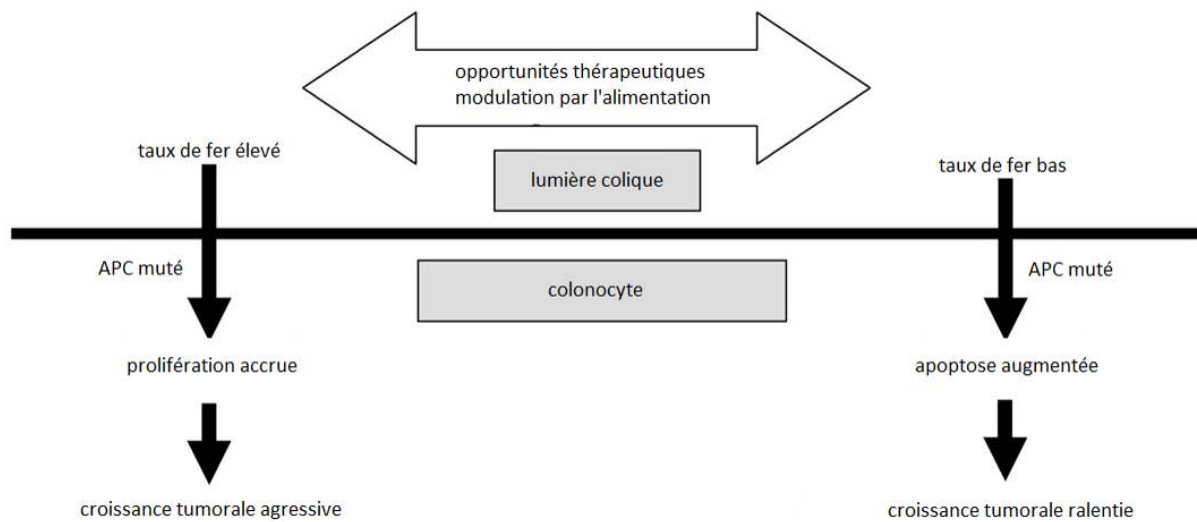 opportunités thérapeutiques
modulation par l'alimentation
taux de fer élevé
lumière colique
taux de fer bas
APC muté
colonocyte
APC muté
prolifération accrue
apoptose augmentée
croissance tumorale agressive
croissance tumorale ralentie